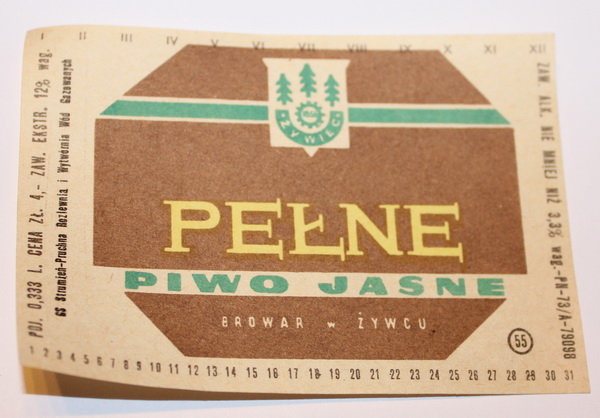 I II III IV V VI VII VIII IX X XI XII
ŻYWIEC
PEŁNE
PIWO JASNE
BROWAR w ŻYWCU
55
POJ. 0,333 L. CENA ZŁ. 4,- ZAW. EKSTR. 12% wag.
GS Strumień-Pruchna Rozlewnia i Wytwórnia Wód Gazowanych
ZAW. ALK. NIE MNIEJ NIŻ 3,3% wag.-PN-73/A-79098
1 2 3 4 5 6 7 8 9 10 11 12 13 14 15 16 17 18 19 20 21 22 23 24 25 26 27 28 29 30 31